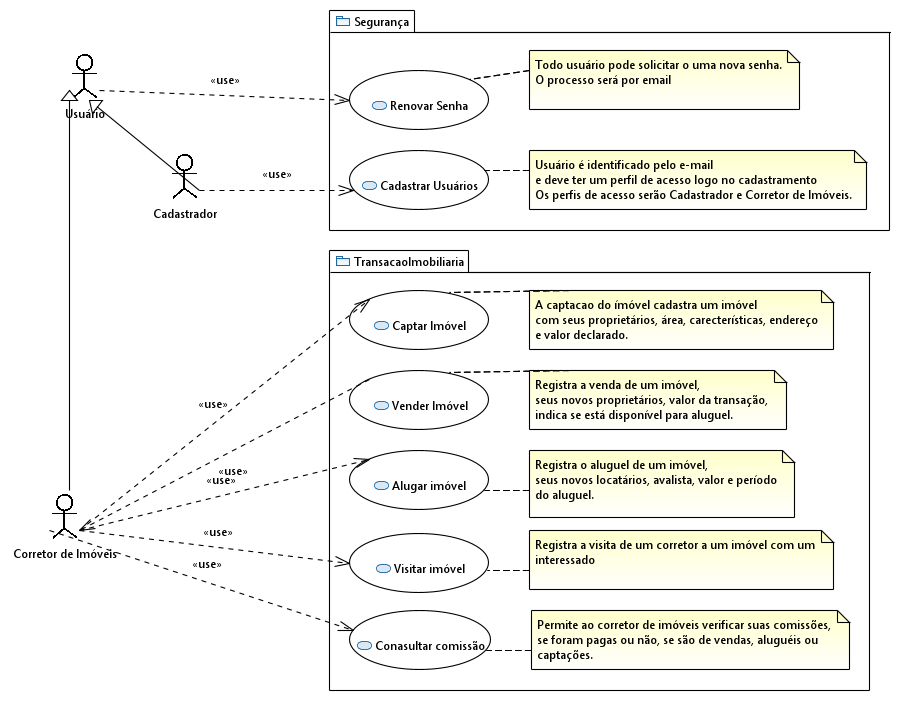 Segurança
Usuário
«use»
Renovar Senha
Todo usuário pode solicitar o uma nova senha.
O processo será por email
Cadastrador
«use»
Cadastrar Usuários
Usuário é identificado pelo e-mail
e deve ter um perfil de acesso logo no cadastramento
Os perfis de acesso serão Cadastrador e Corretor de Imóveis.
TransacaoImobiliaria
Captar Imóvel
A captacao do ímóvel cadastra um imóvel
com seus proprietários, área, carecterísticas, endereço
e valor declarado.
«use»
Vender Imóvel
Registra a venda de um imóvel,
seus novos proprietários, valor da transação,
indica se está disponível para aluguel.
«use»
«use»
Alugar imóvel
Registra o aluguel de um imóvel,
seus novos locatários, avalista, valor e período
do aluguel.
Corretor de Imóveis
«use»
Visitar imóvel
Registra a visita de um corretor a um imóvel com um
interessado
«use»
Conasultar comissão
Permite ao corretor de imóveis verificar suas comissões,
se foram pagas ou não, se são de vendas, aluguéis ou
captações.